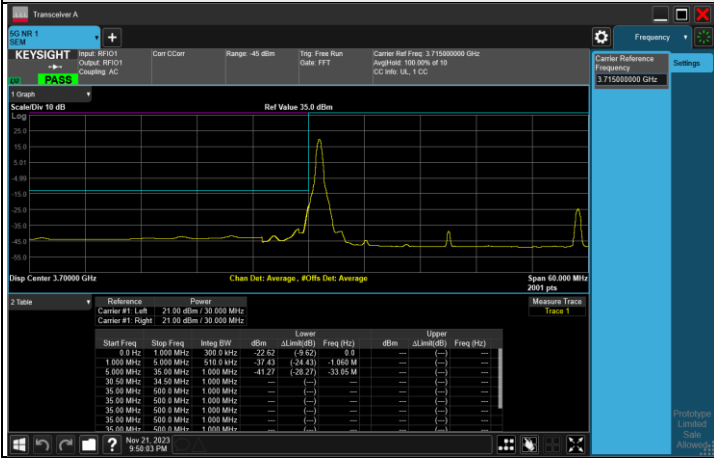 Transceiver A
5G NR 1
SEM
Frequency
KEYSIGHT
Input: RFIO1
Output: RFIO1
Coupling: AC
Corr CCorr
Range: -45 dBm
Trig: Free Run
Gate: FFT
Carrier Ref Freq: 3.715000000 GHz
Avg|Hold: 100.00% of 10
CC Info: UL, 1 CC
PASS
Carrier Reference
Frequency
3.715000000 GHz
Settings
1 Graph
Scale/Div 10 dB
Ref Value 35.0 dBm
Log
25.0
15.0
5.01
-4.99
-15.0
-25.0
-35.0
-45.0
-55.0
Disp Center 3.70000 GHz
Chan Det: Average, #Offs Det: Average
Span 60.000 MHz
2001 pts
2 Table
Measure Trace
Trace 1
Reference Power
Carrier #1: Left 21.00 dBm / 30.000 MHz
Carrier #1: Right 21.00 dBm / 30.000 MHz
Lower Upper
Start Freq Stop Freq Integ BW dBm ΔLimit(dB) Freq (Hz) dBm ΔLimit(dB) Freq (Hz)
0.0 Hz 1.000 MHz 300.0 kHz -22.62 (-9.62) 0.0 --- (---) ---
1.000 MHz 5.000 MHz 510.0 kHz -37.43 (-24.43) -1.060 M --- (---) ---
5.000 MHz 35.00 MHz 1.000 MHz -41.27 (-28.27) -33.05 M --- (---) ---
30.50 MHz 34.50 MHz 1.000 MHz --- (---) --- --- (---) ---
35.00 MHz 500.0 MHz 1.000 MHz --- (---) --- --- (---) ---
35.00 MHz 500.0 MHz 1.000 MHz --- (---) --- --- (---) ---
35.00 MHz 500.0 MHz 1.000 MHz --- (---) --- --- (---) ---
35.00 MHz 500.0 MHz 1.000 MHz --- (---) --- --- (---) ---
35.00 MHz 500.0 MHz 1.000 MHz --- (---) --- --- (---) ---
Prototype
Limited
Sale
Allowed
Nov 21, 2023
9:50:03 PM